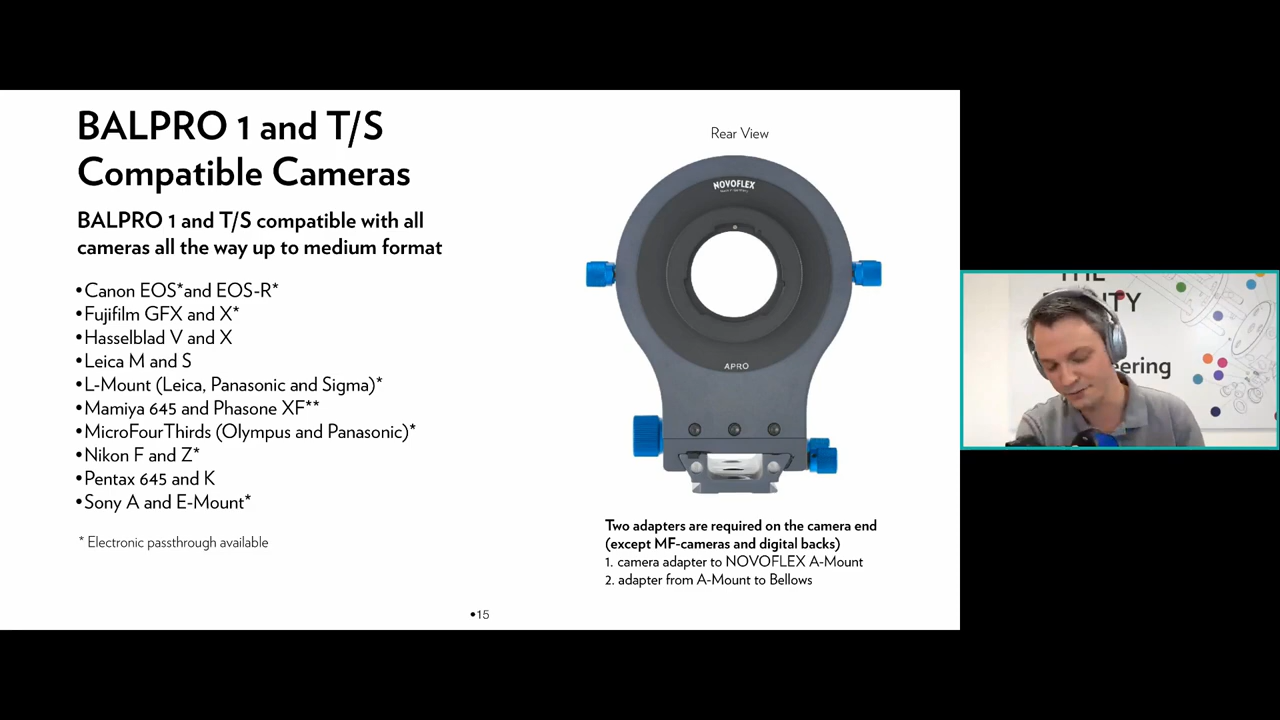 BALPRO 1 and T/S
Compatible Cameras
BALPRO 1 and T/S compatible with all
cameras all the way up to medium format
•Canon EOS*and EOS-R*
•Fujifilm GFX and X*
•Hasselblad V and X
•Leica M and S
•L-Mount (Leica, Panasonic and Sigma)*
•Mamiya 645 and Phasone XF**
•MicroFourThirds (Olympus and Panasonic)*
•Nikon F and Z*
•Pentax 645 and K
•Sony A and E-Mount*
* Electronic passthrough available
Rear View
NOVOFLEX
APRO
Two adapters are required on the camera end
(except MF-cameras and digital backs)
1. camera adapter to NOVOFLEX A-Mount
2. adapter from A-Mount to Bellows
•15
THE